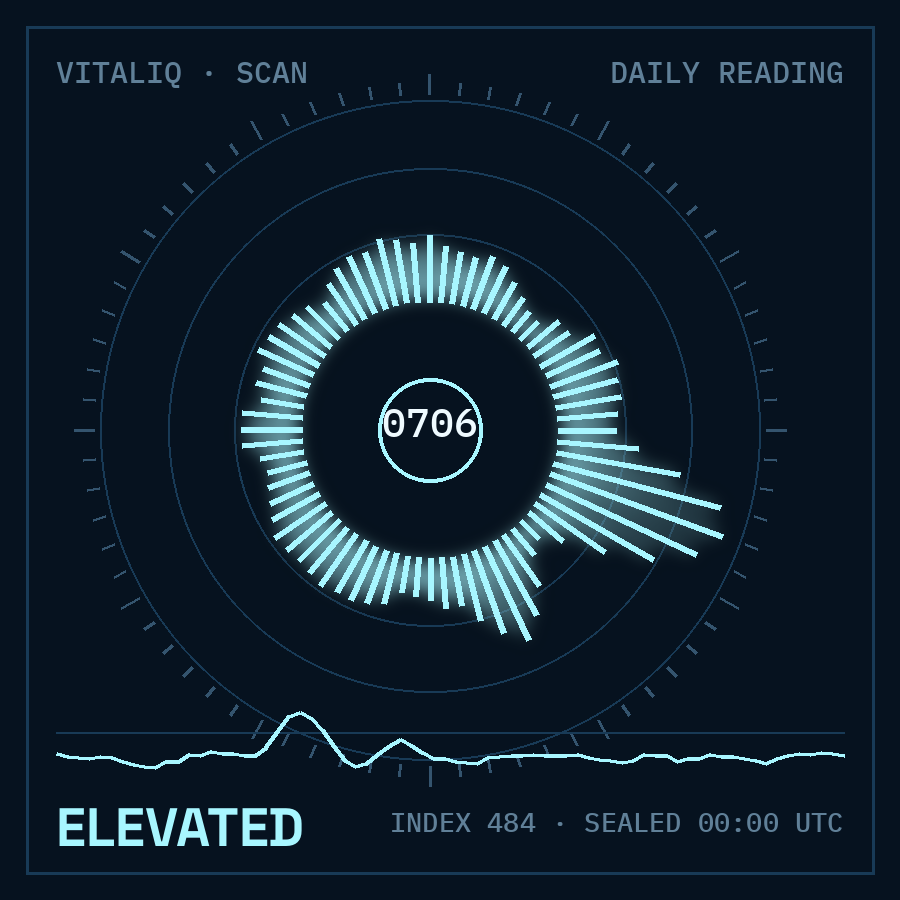 VITALIQ · SCAN
DAILY READING
0706
ELEVATED
INDEX 484 · SEALED 00:00 UTC